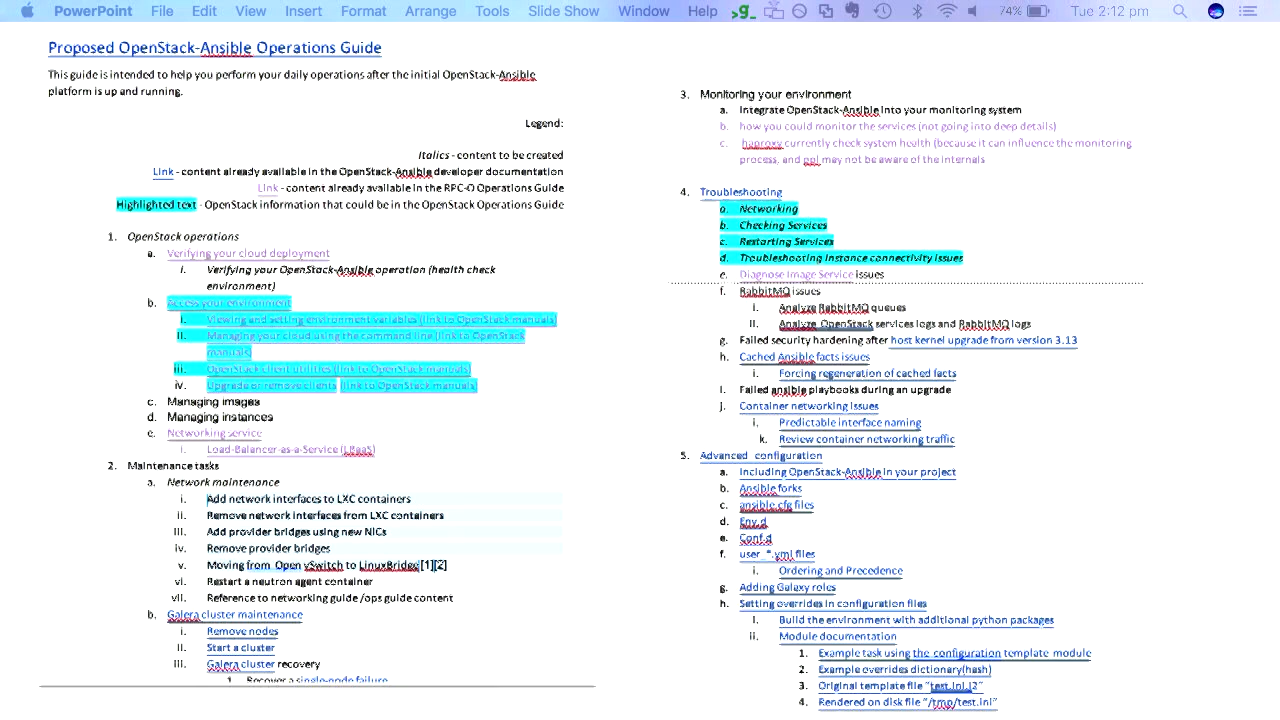 PowerPoint File Edit View Insert Format Arrange Tools Slide Show Window Help 74% Tue 2:12 pm
Proposed OpenStack-Ansible Operations Guide
This guide is intended to help you perform your daily operations after the initial OpenStack-Ansible
platform is up and running.
Legend:
Italics - content to be created
Link - content already available in the OpenStack-Ansible developer documentation
Link - content already available in the RPC-O Operations Guide
Highlighted text - OpenStack information that could be in the OpenStack Operations Guide
1. OpenStack operations
a. Verifying your cloud deployment
i. Verifying your OpenStack-Ansible operation (health check
environment)
b. Access your environment
i. Viewing and setting environment variables (link to OpenStack manuals)
ii. Managing your cloud using the command line (link to OpenStack
manuals)
iii. OpenStack client utilities (link to OpenStack manuals)
iv. Upgrade or remove clients (link to OpenStack manuals)
c. Managing images
d. Managing instances
e. Networking service
i. Load-Balancer-as-a-Service (LBaaS)
2. Maintenance tasks
a. Network maintenance
i. Add network interfaces to LXC containers
ii. Remove network interfaces from LXC containers
iii. Add provider bridges using new NICs
iv. Remove provider bridges
v. Moving from Open vSwitch to LinuxBridge[1][2]
vi. Restart a neutron agent container
vii. Reference to networking guide /ops guide content
b. Galera cluster maintenance
i. Remove nodes
ii. Start a cluster
iii. Galera cluster recovery
1. Recover a single-node failure
3. Monitoring your environment
a. Integrate OpenStack-Ansible into your monitoring system
b. how you could monitor the services (not going into deep details)
c. haproxy currently check system health (because it can influence the monitoring
process, and ppl may not be aware of the internals
4. Troubleshooting
a. Networking
b. Checking Services
c. Restarting Services
d. Troubleshooting Instance connectivity issues
e. Diagnose Image Service issues
f. RabbitMQ issues
i. Analyze RabbitMQ queues
ii. Analyze OpenStack services logs and RabbitMQ logs
g. Failed security hardening after host kernel upgrade from version 3.13
h. Cached Ansible facts issues
i. Forcing regeneration of cached facts
i. Failed ansible playbooks during an upgrade
j. Container networking issues
i. Predictable interface naming
k. Review container networking traffic
5. Advanced configuration
a. Including OpenStack-Ansible in your project
b. Ansible forks
c. ansible.cfg files
d. Env.d
e. Conf.d
f. user_*.yml files
i. Ordering and Precedence
g. Adding Galaxy roles
h. Setting overrides in configuration files
i. Build the environment with additional python packages
ii. Module documentation
1. Example task using the configuration template module
2. Example overrides dictionary(hash)
3. Original template file "test.ini.j2"
4. Rendered on disk file "/tmp/test.ini"